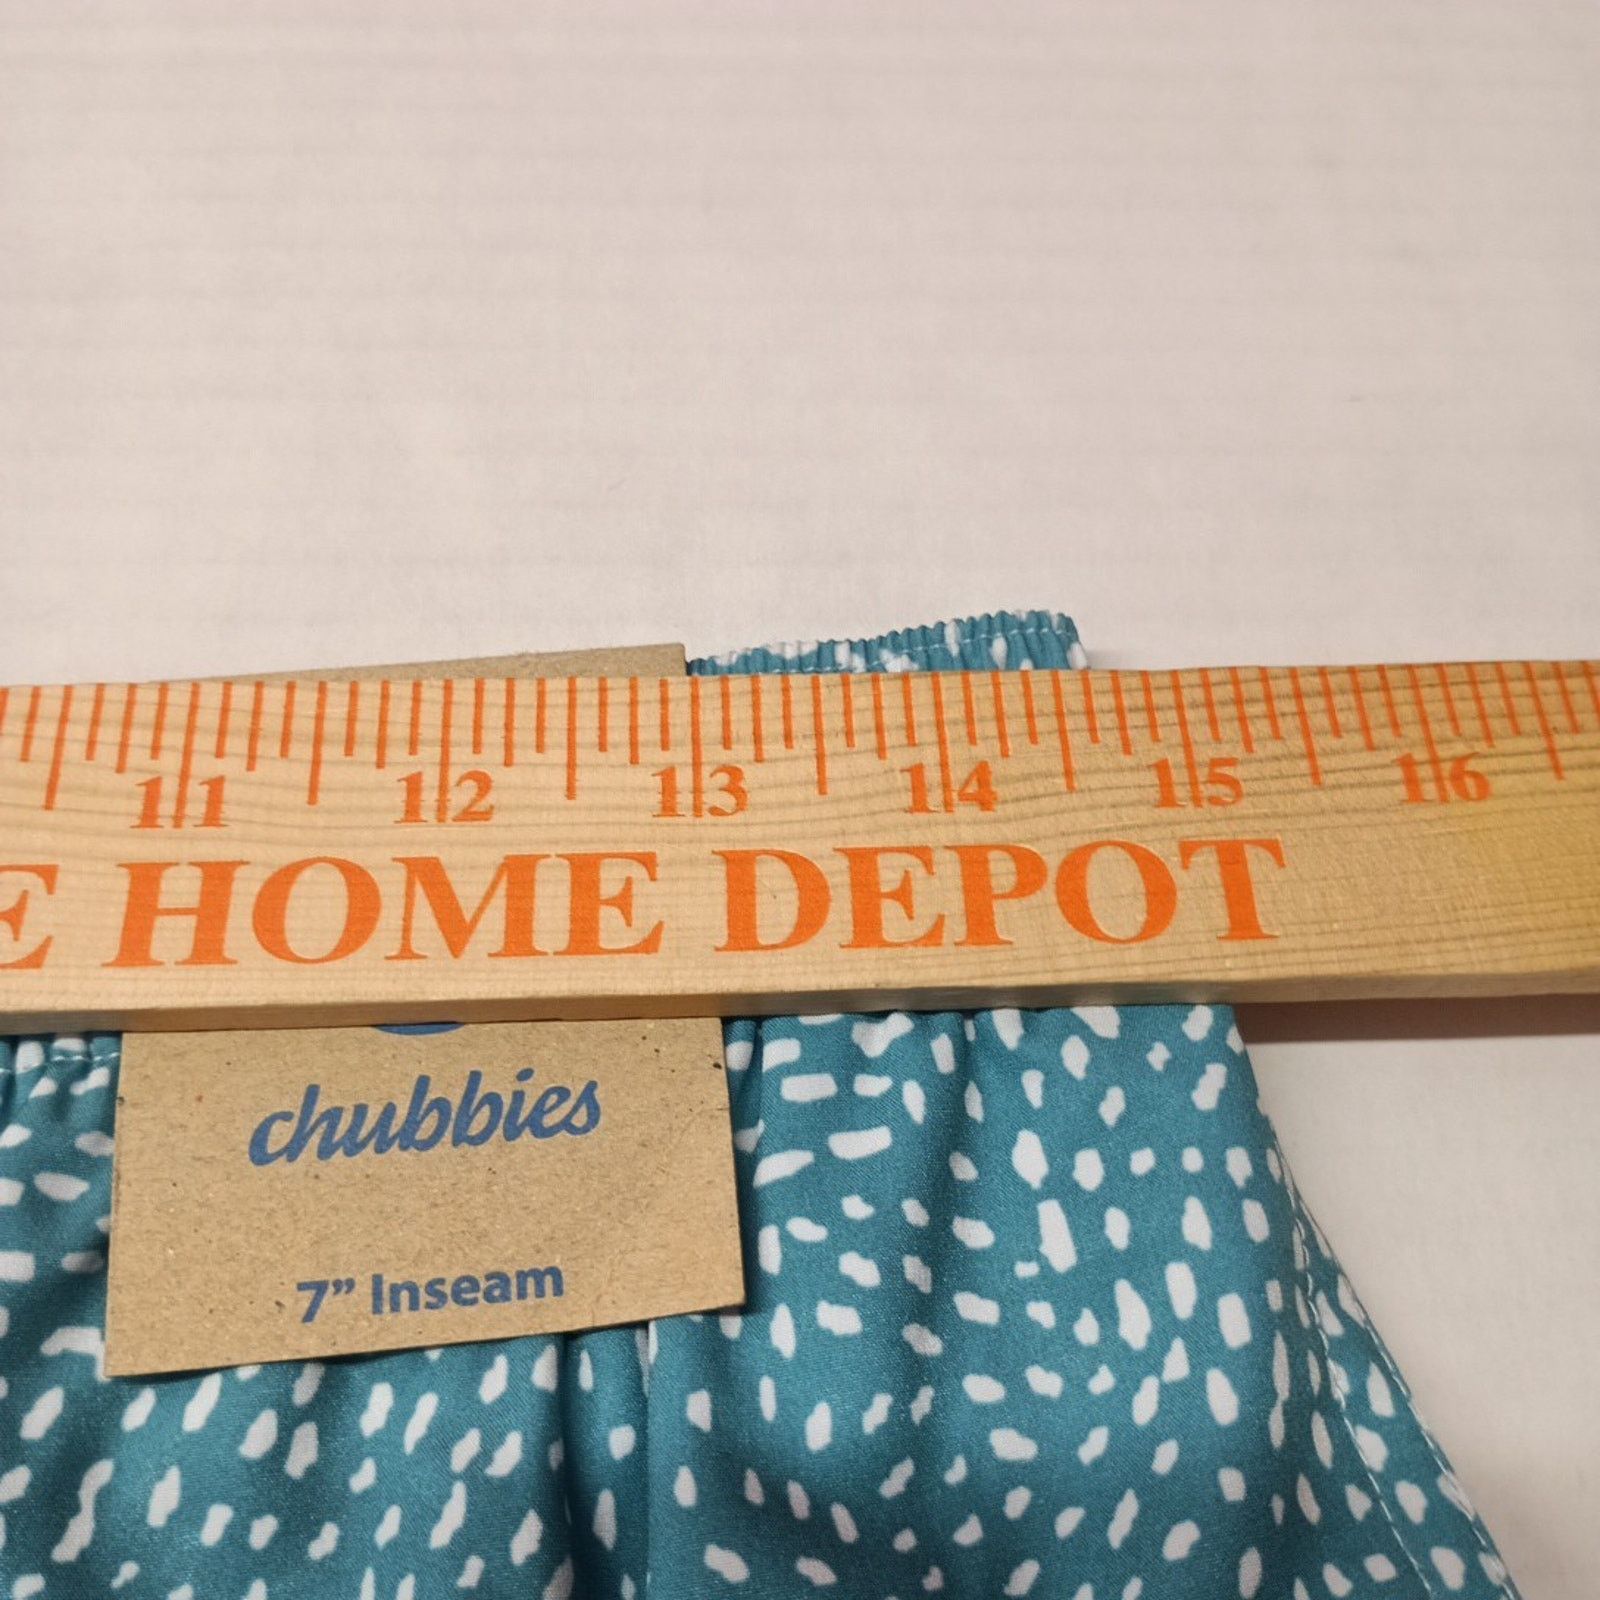 11 12 13 14 15 16
E HOME DEPOT
chubbies
7” Inseam